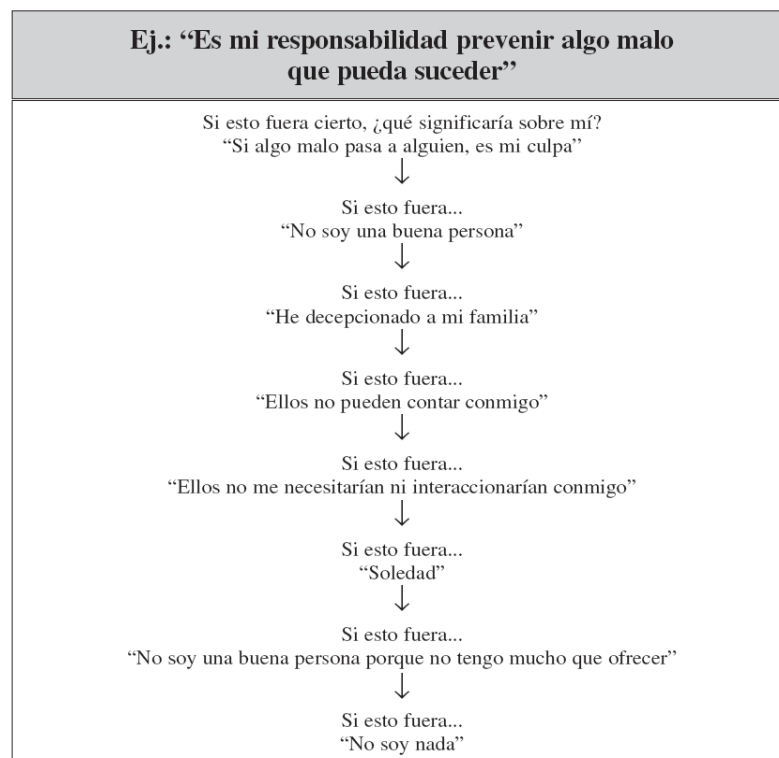 Ej.: “Es mi responsabilidad prevenir algo malo
que pueda suceder”
Si esto fuera cierto, ¿qué significaría sobre mí?
“Si algo malo pasa a alguien, es mi culpa”
Si esto fuera...
“No soy una buena persona”
Si esto fuera...
“He decepcionado a mi familia”
Si esto fuera...
“Ellos no pueden contar conmigo”
Si esto fuera...
“Ellos no me necesitarían ni interaccionarían conmigo”
Si esto fuera...
“Soledad”
Si esto fuera...
“No soy una buena persona porque no tengo mucho que ofrecer”
Si esto fuera...
“No soy nada”